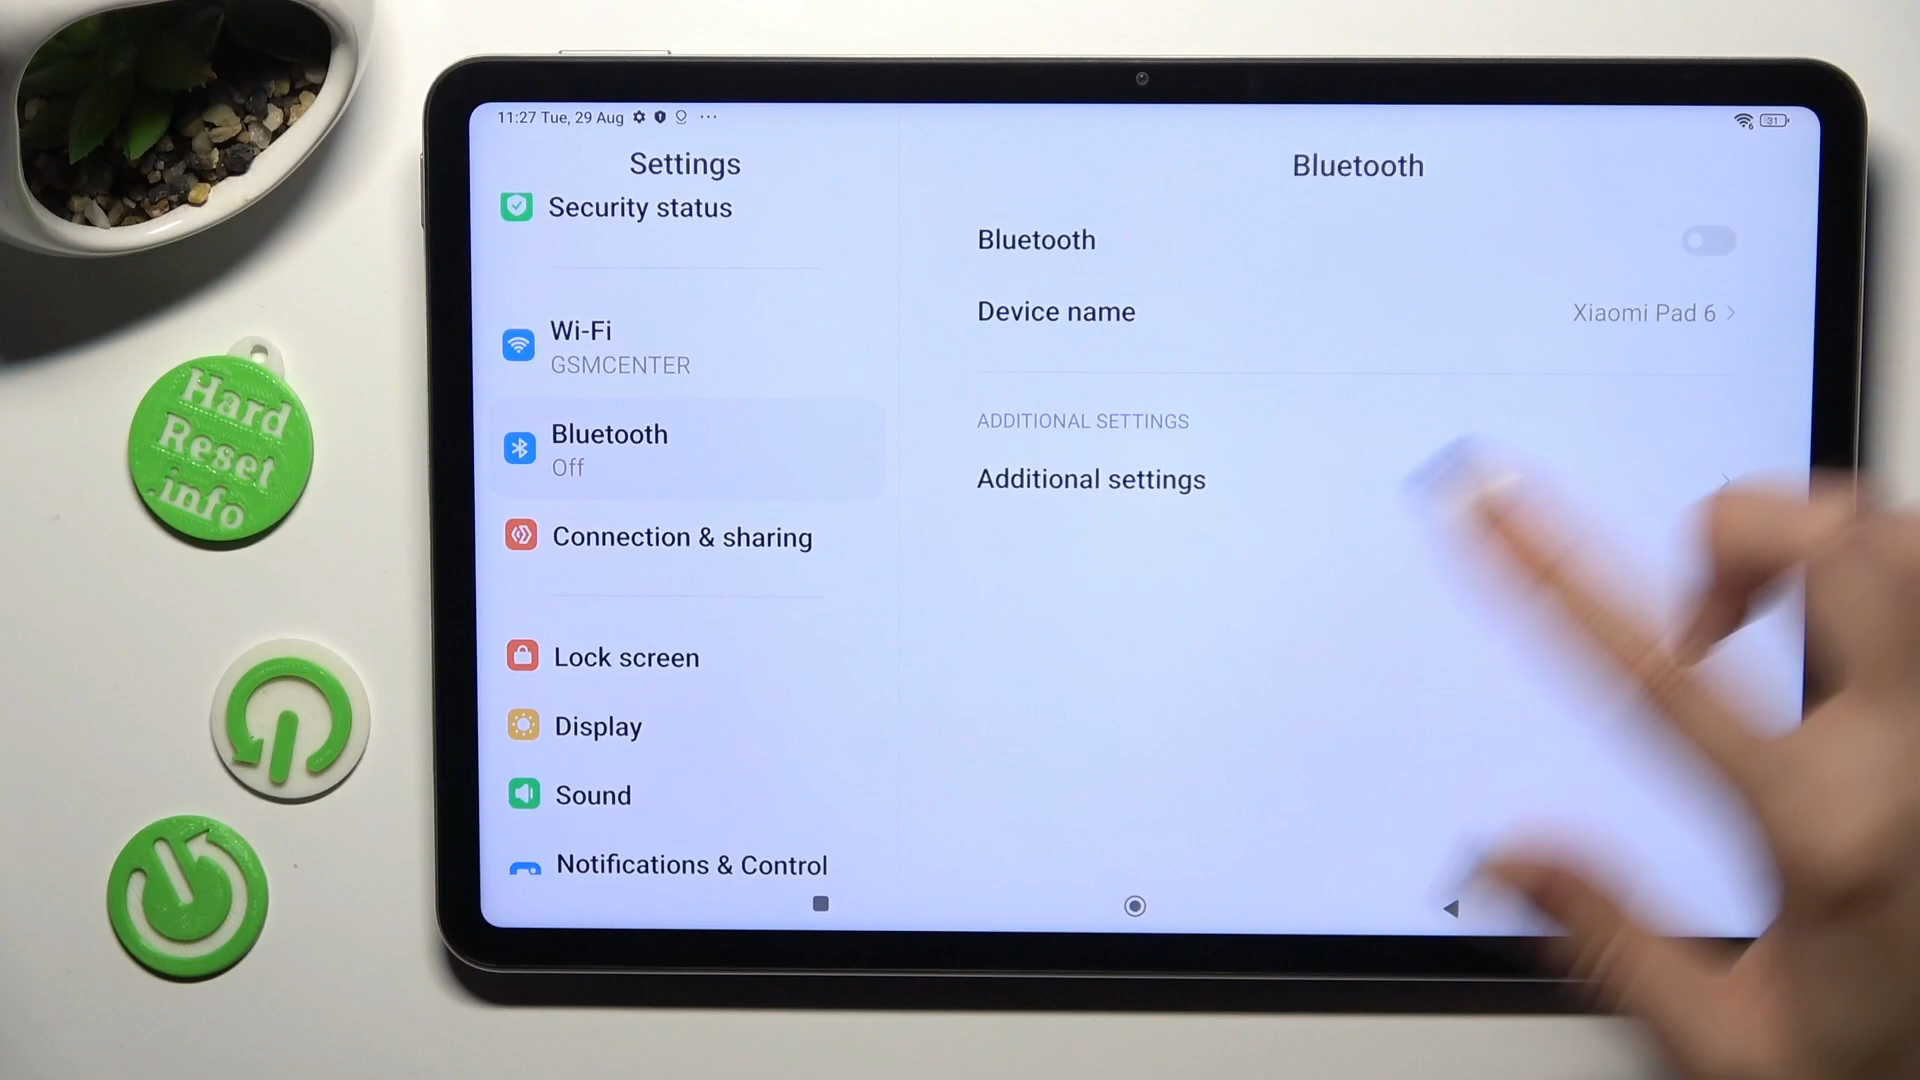 11:27 Tue, 29 Aug
31
Settings
Security status
Wi-Fi
GSMCENTER
Bluetooth
Off
Connection & sharing
Lock screen
Display
Sound
Notifications & Control
Bluetooth
Bluetooth
Device name
Xiaomi Pad 6
ADDITIONAL SETTINGS
Additional settings
Hard
Reset
.info